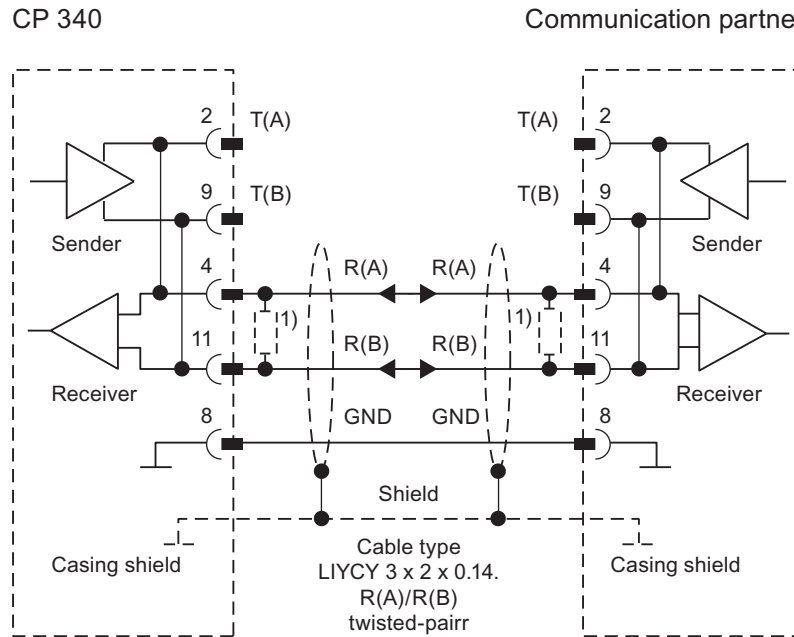 CP 340 Communication partne
2 T(A) T(A) 2
9 T(B) T(B) 9
Sender Sender
4 R(A) R(A) 4
1) 1)
11 R(B) R(B) 11
Receiver Receiver
8 GND GND 8
Shield
Casing shield Casing shield
Cable type
LIYCY 3 x 2 x 0.14.
R(A)/R(B)
twisted-pairr